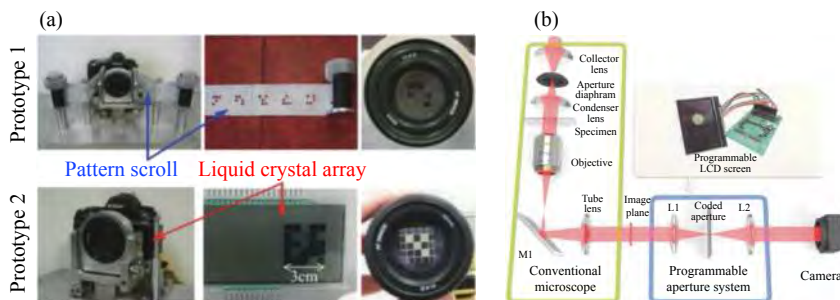 (a)
Prototype 1
Pattern scroll
Liquid crystal array
Prototype 2
3cm
(b)
Collector
lens
Aperture
diaphram
Condenser
lens
Specimen
Objective
Programmable
LCD screen
Tube
lens
Image
plane
L1
Coded
aperture
L2
M1
Conventional
microscope
Programmable
aperture system
Camera